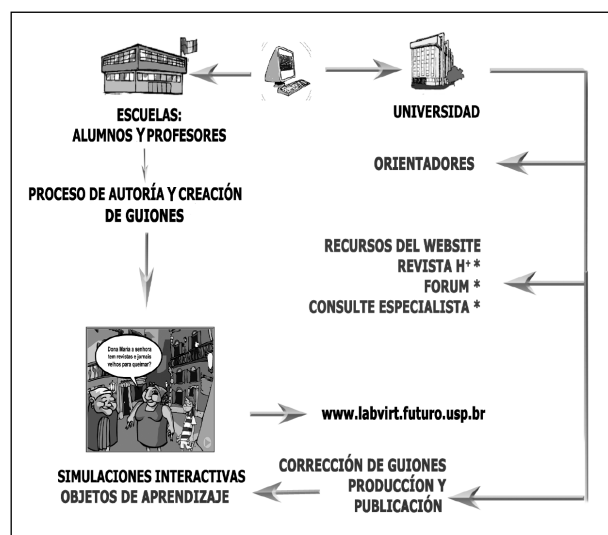 ESCUELAS:
ALUMNOS Y PROFESORES
UNIVERSIDAD
ORIENTADORES
PROCESO DE AUTORÍA Y CREACIÓN
DE GUIONES
RECURSOS DEL WEBSITE
REVISTA H+ *
FORUM *
CONSULTE ESPECIALISTA *
Dona Maria a senhora
tem revistas e jornais
velhos para queimar?
www.labvirt.futuro.usp.br
SIMULACIONES INTERACTIVAS
OBJETOS DE APRENDIZAJE
CORRECCIÓN DE GUIONES
PRODUCCÍON Y
PUBLICACIÓN